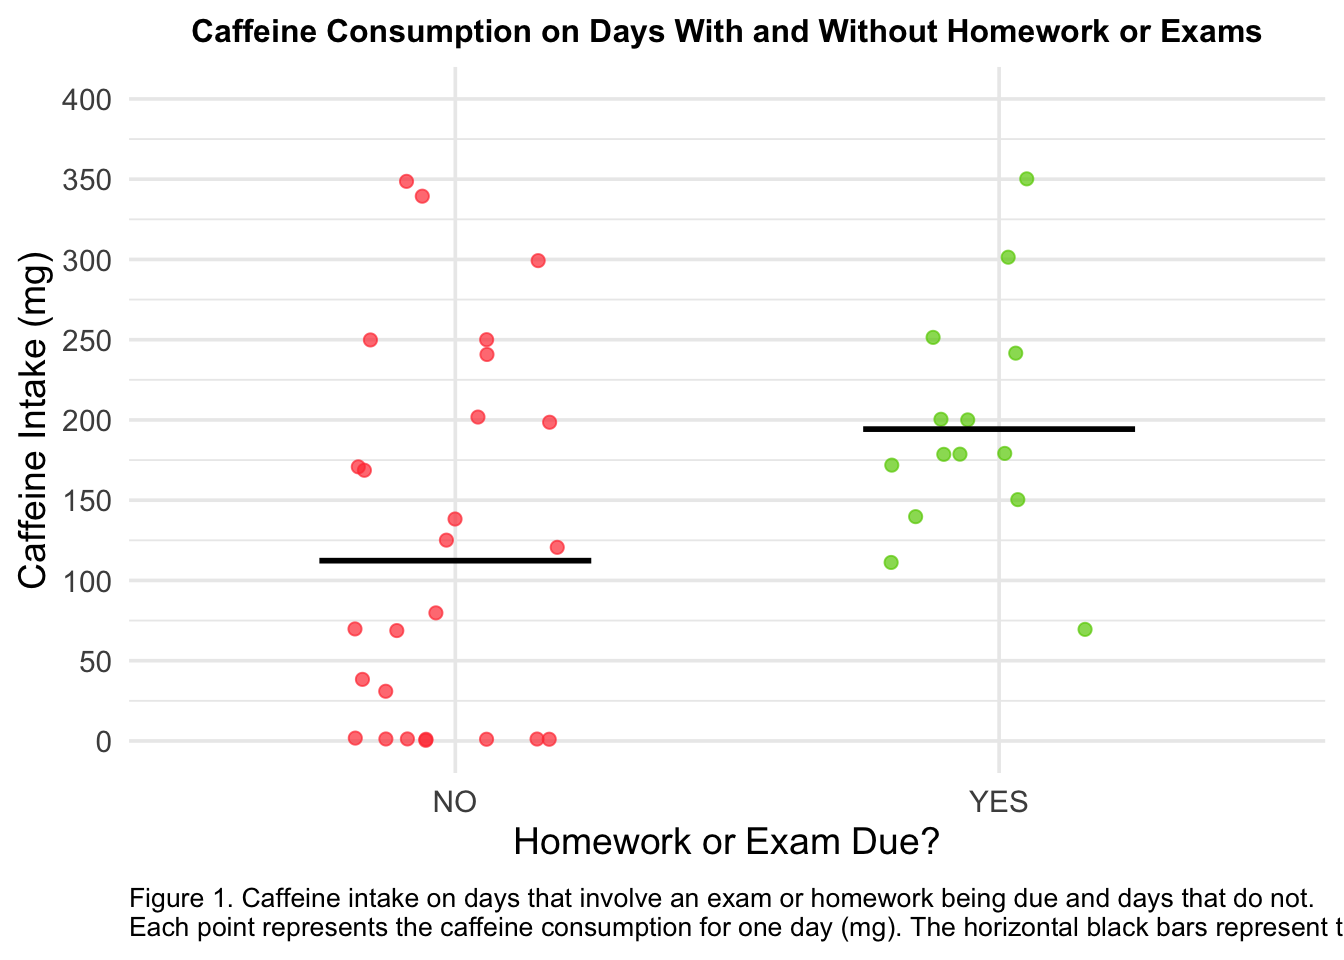 Caffeine Consumption on Days With and Without Homework or Exams
400
350
300
250
200
150
100
50
0
Caffeine Intake (mg)
NO
YES
Homework or Exam Due?
Figure 1. Caffeine intake on days that involve an exam or homework being due and days that do not.
Each point represents the caffeine consumption for one day (mg). The horizontal black bars represent